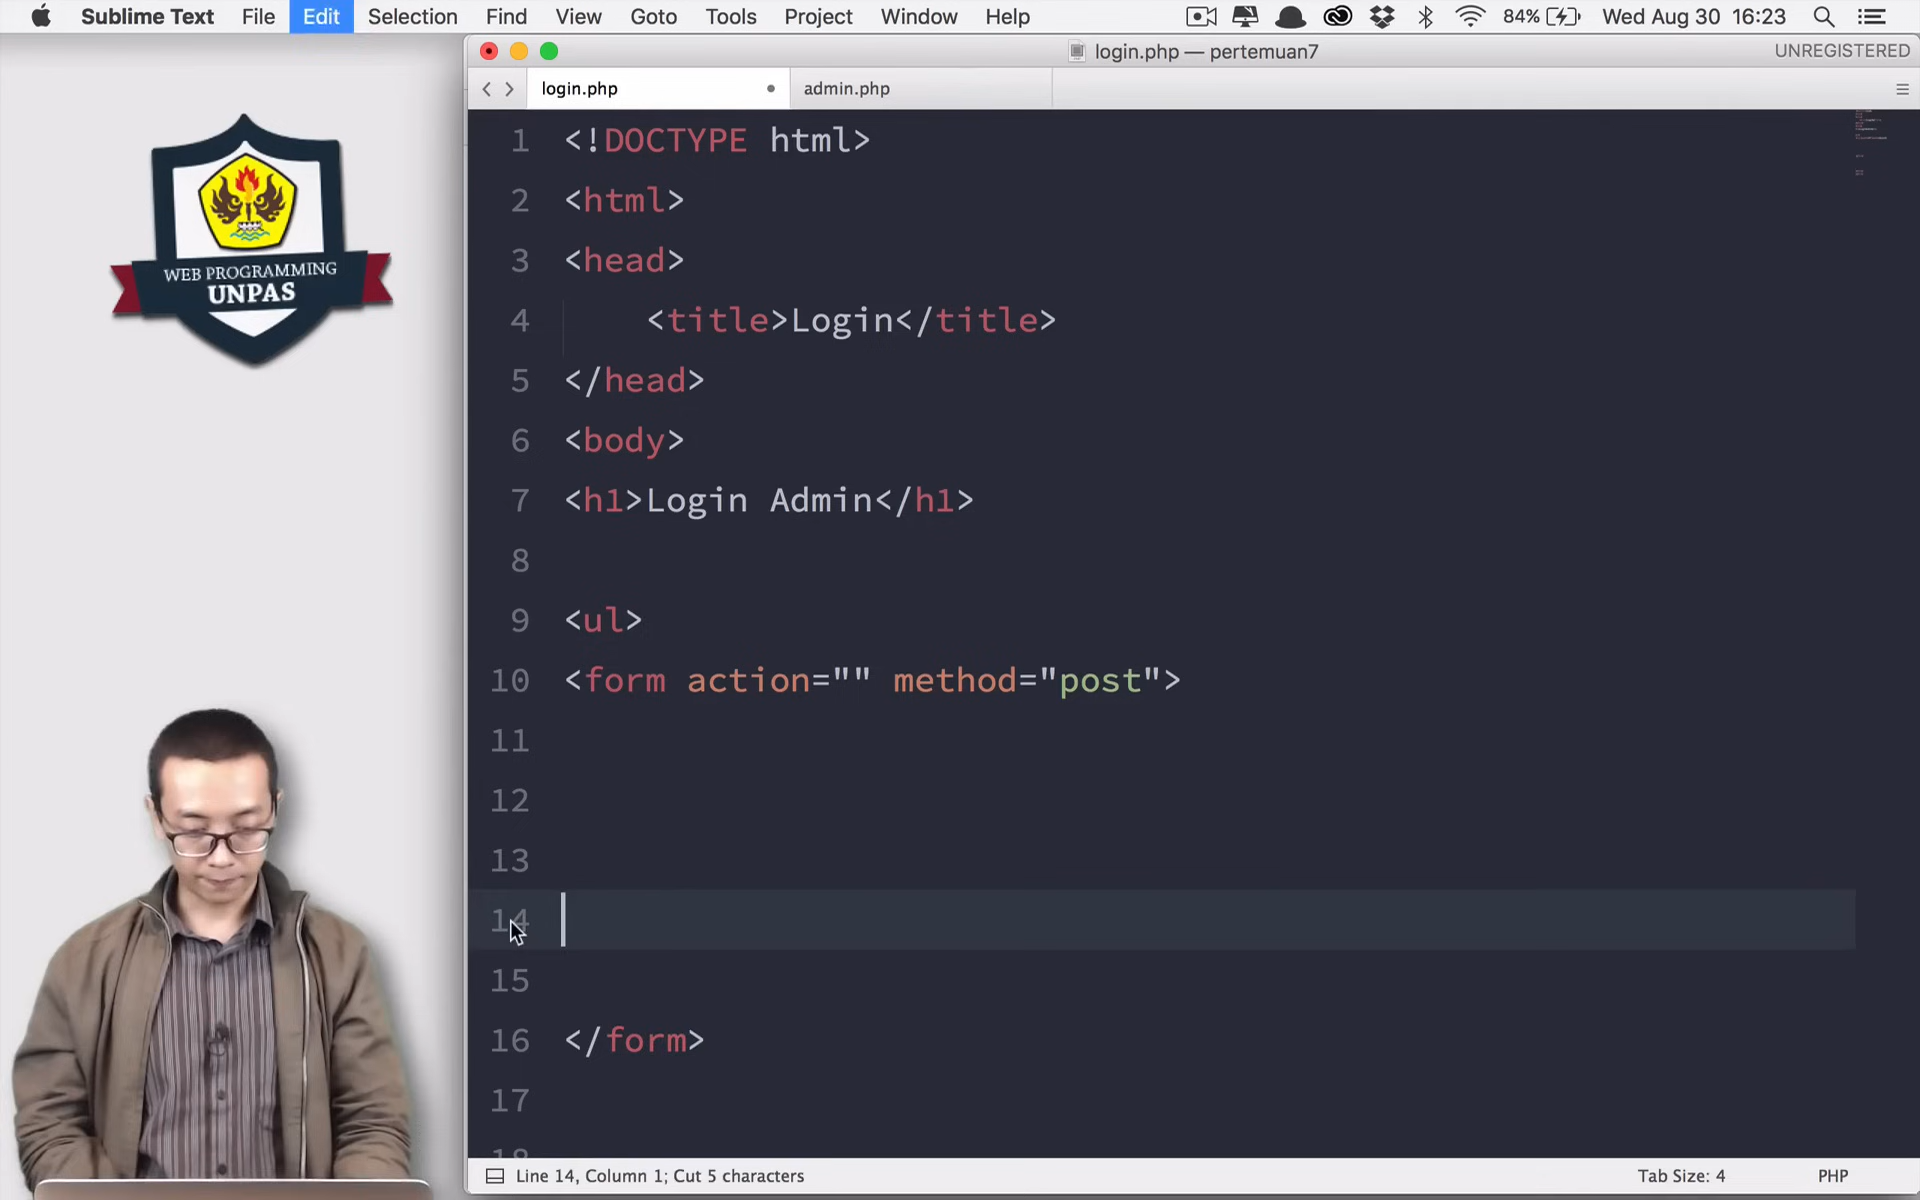 Sublime Text File Edit Selection Find View Goto Tools Project Window Help 84% Wed Aug 30 16:23
login.php — pertemuan7 UNREGISTERED
login.php admin.php
1 <!DOCTYPE html>
2 <html>
3 <head>
4 <title>Login</title>
5 </head>
6 <body>
7 <h1>Login Admin</h1>
8
9 <ul>
10 <form action="" method="post">
11
12
13
14
15
16 </form>
17
18
WEB PROGRAMMING
UNPAS
Line 14, Column 1; Cut 5 characters Tab Size: 4 PHP